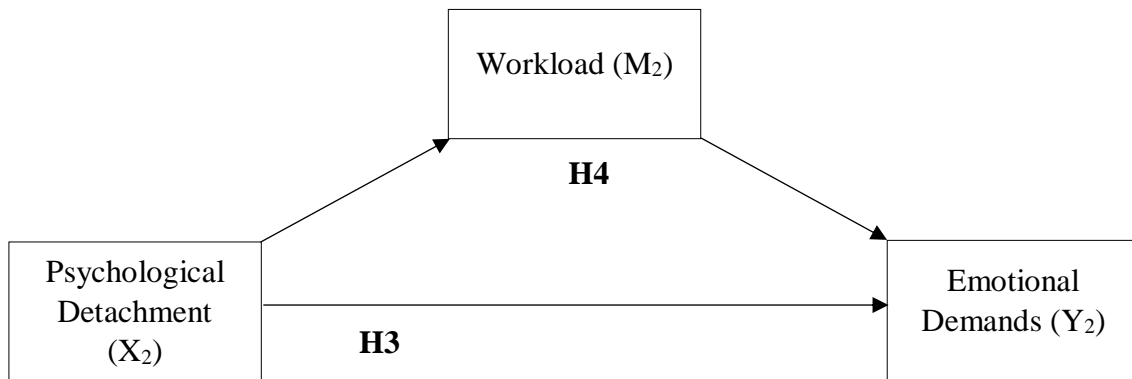 Workload (M₂)
H4
Psychological
Detachment
(X₂)
H3
Emotional
Demands (Y₂)